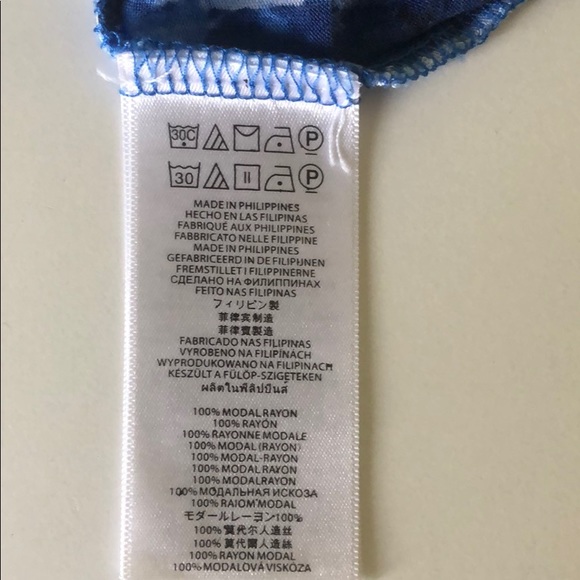 30C P
30 P
MADE IN PHILIPPINES
HECHO EN LAS FILIPINAS
FABRIQUÉ AUX PHILIPPINES
FABBRICATO NELLE FILIPPINE
MADE IN PHILIPPINES
GEFABRICEERD IN DE FILIPIJNEN
FREMSTILLET I FILIPPINERNE
СДЕЛАНО НА ФИЛИППИНАХ
FEITO NAS FILIPINAS
フィリピン製
菲律宾制造
菲律賓製造
FABRICADO NAS FILIPINAS
VYROBENO NA FILIPÍNÁCH
WYPRODUKOWANO NA FILIPINACH
KÉSZÜLT A FÜLÖP-SZIGETEKEN
ผลิตในฟิลิปปินส์
100% MODAL RAYON
100% RAYÓN
100% RAYONNE MODALE
100% MODAL (RAYON)
100% MODAL-RAYON
100% MODAL RAYON
100% MODALRAYON
100% МОДАЛЬНАЯ ИСКОЗА
100% RAIOM MODAL
モダールレーヨン100%
100% 莫代尔人造丝
100% 莫代爾人造絲
100% RAYON MODAL
100% MODALOVÁ VISKÓZA